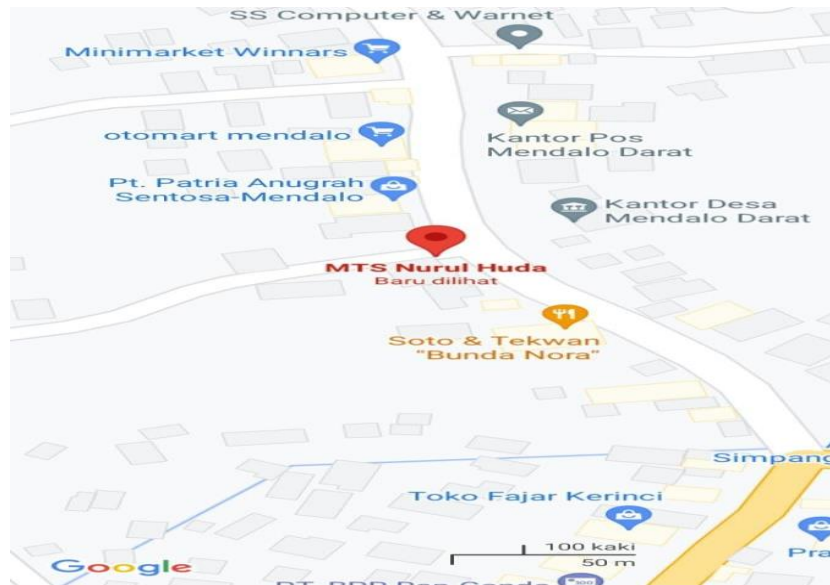 SS Computer & Warnet
Minimarket Winnars
otomart mendalo
Kantor Pos
Mendalo Darat
Pt. Patria Anugrah
Sentosa-Mendalo
Kantor Desa
Mendalo Darat
MTS Nurul Huda
Baru dilihat
Soto & Tekwan
"Bunda Nora"
Simpang
Toko Fajar Kerinci
Pra
100 kaki
50 m
Google